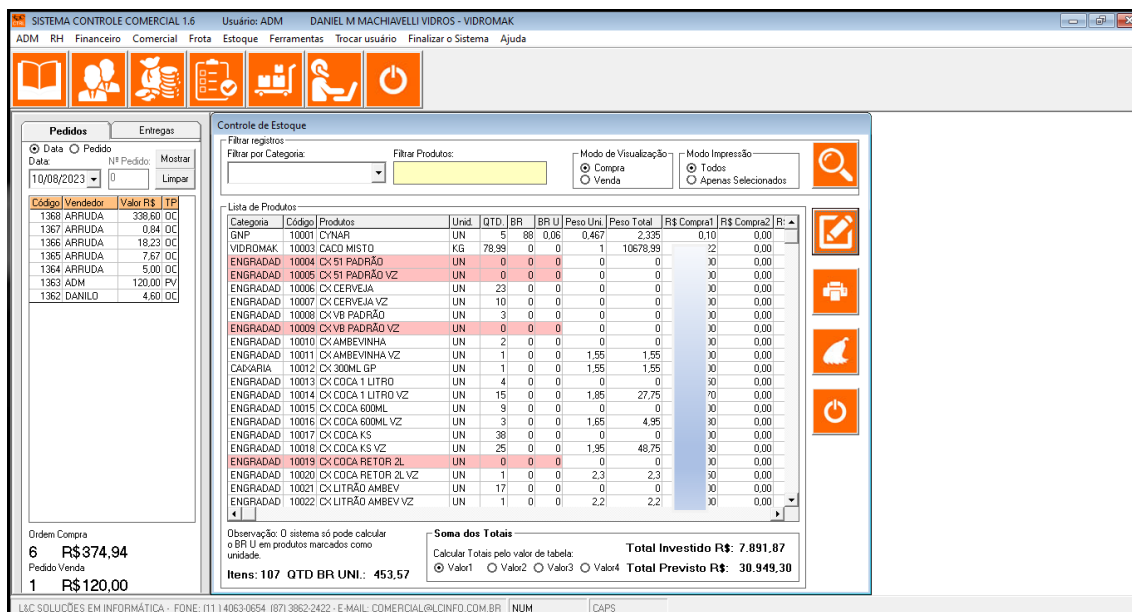 SISTEMA CONTROLE COMERCIAL 1.6 Usuário: ADM DANIEL M MACHIAVELLI VIDROS - VIDROMAK
ADM RH Financeiro Comercial Frota Estoque Ferramentas Trocar usuário Finalizar o Sistema Ajuda
Pedidos Entregas
Data Pedido
Data: Nº Pedido: Mostrar
10/08/2023 0 Limpar
Código Vendedor Valor R$ TP
1368 ARRUDA 338,60 OC
1367 ARRUDA 0,84 OC
1366 ARRUDA 18,23 OC
1365 ARRUDA 7,67 OC
1364 ARRUDA 5,00 OC
1363 ADM 120,00 PV
1362 DANILO 4,60 OC
Ordem Compra
6 R$374,94
Pedido Venda
1 R$120,00
Controle de Estoque
Filtrar registros
Filtrar por Categoria: Filtrar Produtos:
Modo de Visualização
Compra
Venda
Modo Impressão
Todos
Apenas Selecionados
Lista de Produtos
Categoria Código Produtos Unid. QTD. BR BR U Peso Uni. Peso Total R$ Compra1 R$ Compra2
GNP 10001 CYNAR UN 5 88 0,06 0,467 2,335 0,10 0,00
VIDROMAK 10003 CACO MISTO KG 78,99 0 0 1 10678,99 22 0,00
ENGRADAD 10004 CX 51 PADRÃO UN 0 0 0 0 0 00 0,00
ENGRADAD 10005 CX 51 PADRÃO VZ UN 0 0 0 0 0 00 0,00
ENGRADAD 10006 CX CERVEJA UN 23 0 0 0 0 00 0,00
ENGRADAD 10007 CX CERVEJA VZ UN 10 0 0 0 0 00 0,00
ENGRADAD 10008 CX VB PADRÃO UN 3 0 0 0 0 00 0,00
ENGRADAD 10009 CX VB PADRÃO VZ UN 0 0 0 0 0 00 0,00
ENGRADAD 10010 CX AMBEVINHA UN 2 0 0 0 0 00 0,00
ENGRADAD 10011 CX AMBEVINHA VZ UN 1 0 0 1,55 1,55 00 0,00
CAIXARIA 10012 CX 300ML GP UN 1 0 0 1,55 1,55 00 0,00
ENGRADAD 10013 CX COCA 1 LITRO UN 4 0 0 0 0 50 0,00
ENGRADAD 10014 CX COCA 1 LITRO VZ UN 15 0 0 1,85 27,75 70 0,00
ENGRADAD 10015 CX COCA 600ML UN 9 0 0 0 0 00 0,00
ENGRADAD 10016 CX COCA 600ML VZ UN 3 0 0 1,65 4,95 30 0,00
ENGRADAD 10017 CX COCA KS UN 38 0 0 0 0 00 0,00
ENGRADAD 10018 CX COCA KS VZ UN 25 0 0 1,95 48,75 30 0,00
ENGRADAD 10019 CX COCA RETOR 2L UN 0 0 0 0 0 00 0,00
ENGRADAD 10020 CX COCA RETOR 2L VZ UN 1 0 0 2,3 2,3 50 0,00
ENGRADAD 10021 CX LITRÃO AMBEV UN 17 0 0 0 0 00 0,00
ENGRADAD 10022 CX LITRÃO AMBEV VZ UN 1 0 0 2,2 2,2 00 0,00
Observação: O sistema só pode calcular
o BR U em produtos marcados como
unidade.
Itens: 107 QTD BR UNI.: 453,57
Soma dos Totais
Calcular Totais pelo valor de tabela:
Valor1 Valor2 Valor3 Valor4
Total Investido R$: 7.891,87
Total Previsto R$: 30.949,30
L&C SOLUÇÕES EM INFORMÁTICA - FONE: (11 ) 4063-0654 (87) 3862-2422 - E-MAIL: COMERCIAL@LCINFO.COM.BR NUM CAPS